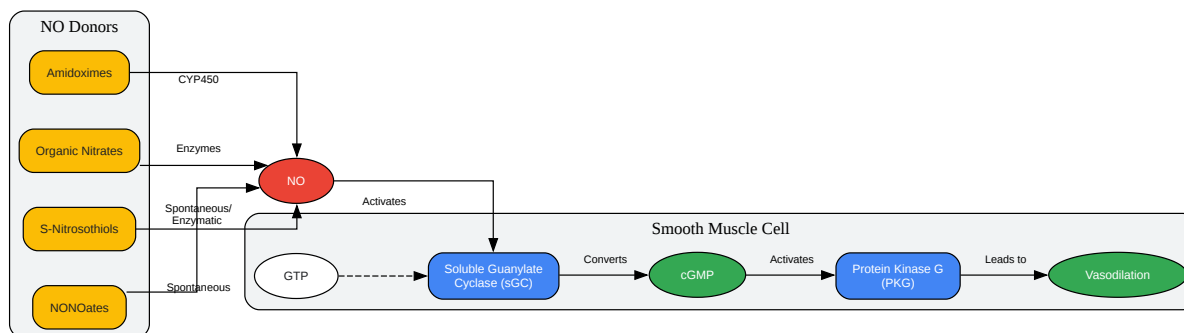 NO Donors
Amidoximes
CYP450
Organic Nitrates
Enzymes
NO
S-Nitrosothiols
Spontaneous/
Enzymatic
Activates
Smooth Muscle Cell
GTP
Soluble Guanylate
Cyclase (sGC)
Converts
cGMP
Activates
Protein Kinase G
(PKG)
Leads to
Vasodilation
NONOates
Spontaneous